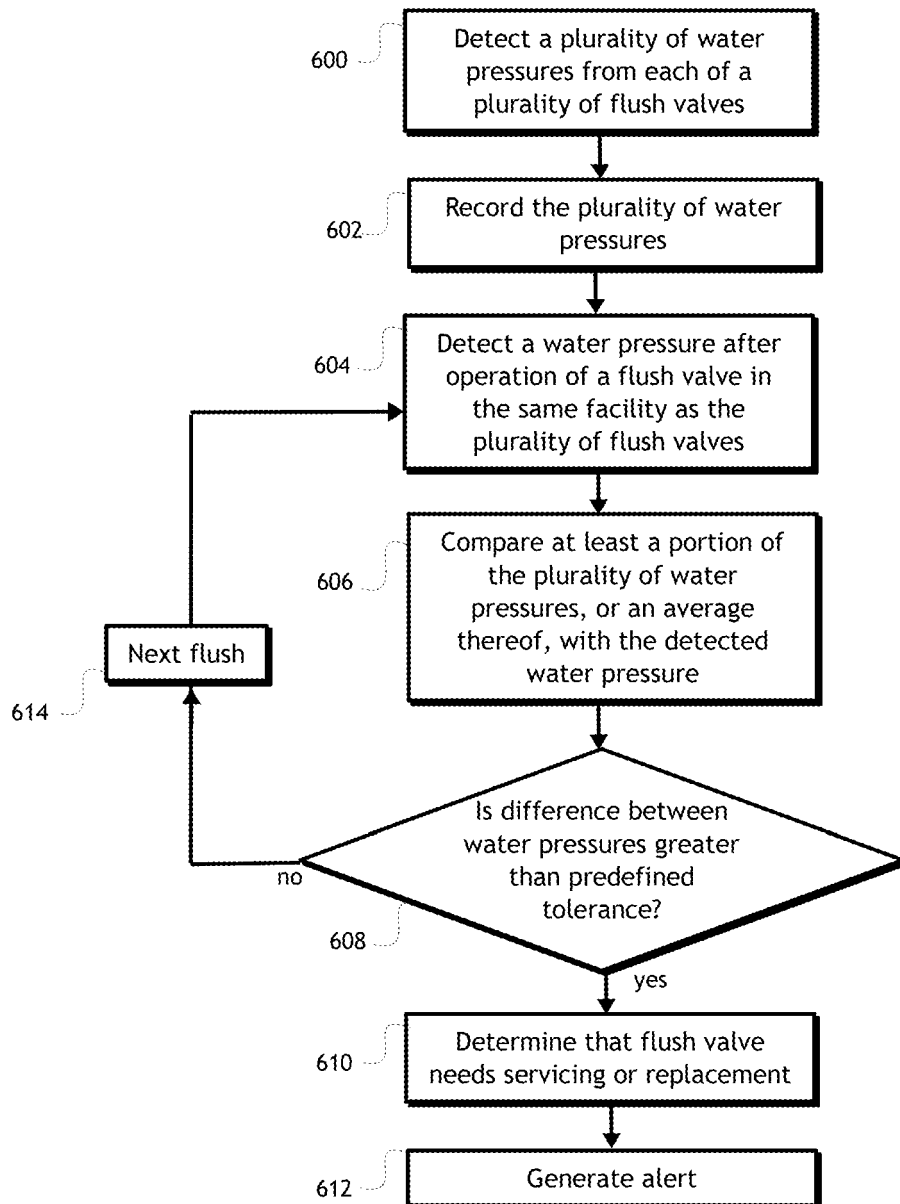 600
Detect a plurality of water
pressures from each of a
plurality of flush valves
602
Record the plurality of water
pressures
604
Detect a water pressure after
operation of a flush valve in
the same facility as the
plurality of flush valves
606
Compare at least a portion of
the plurality of water
pressures, or an average
thereof, with the detected
water pressure
Next flush
614
Is difference between
water pressures greater
than predefined
tolerance?
no
608
yes
610
Determine that flush valve
needs servicing or replacement
612
Generate alert